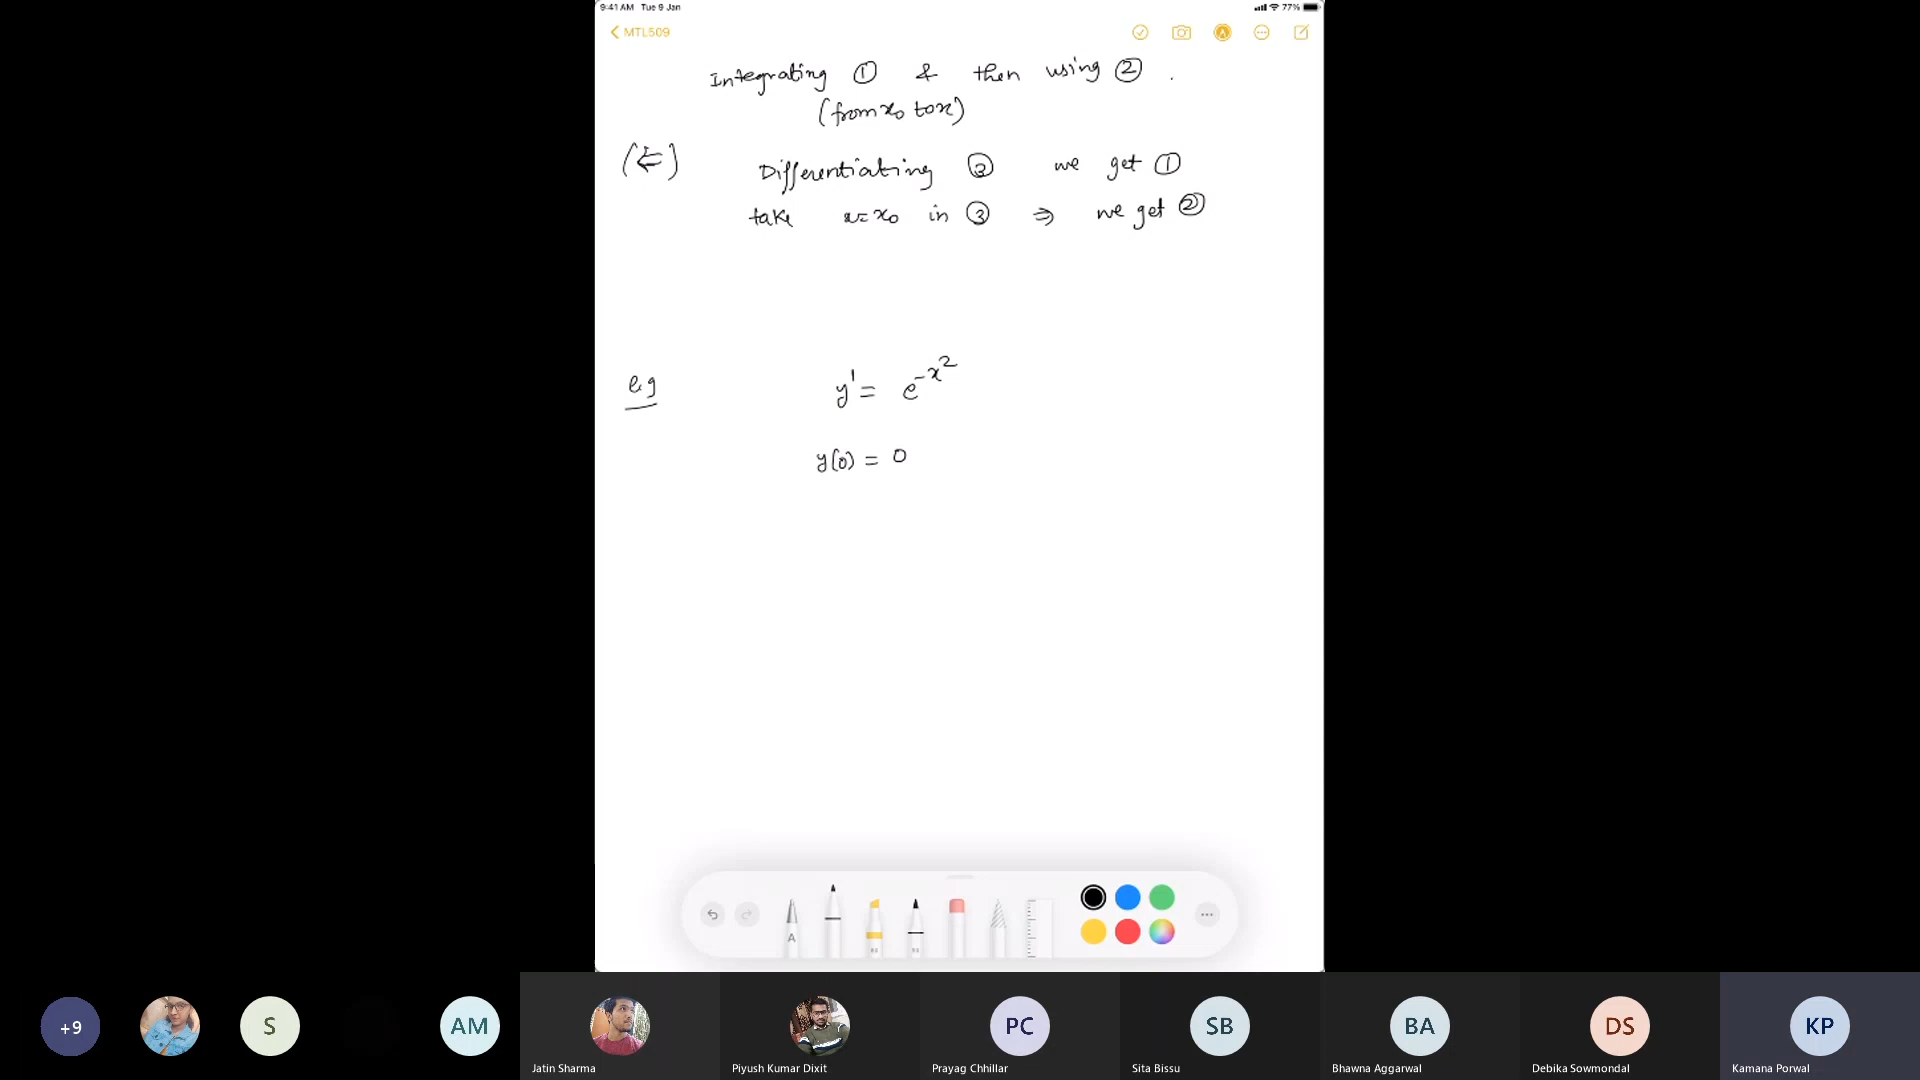 9:41 AM Tue 9 Jan 77%
MTL509
Integrating ① & then using ② .
(from x₀ to x)
(⇐) Differentiating ③ we get ①
take x = x₀ in ③ ⇒ we get ②
e.g y' = e^{-x^2}
y(0) = 0
A
+9 S AM PC SB BA DS KP
Jatin Sharma Piyush Kumar Dixit Prayag Chhillar Sita Bissu Bhawna Aggarwal Debika Sowmondal Kamana Porwal